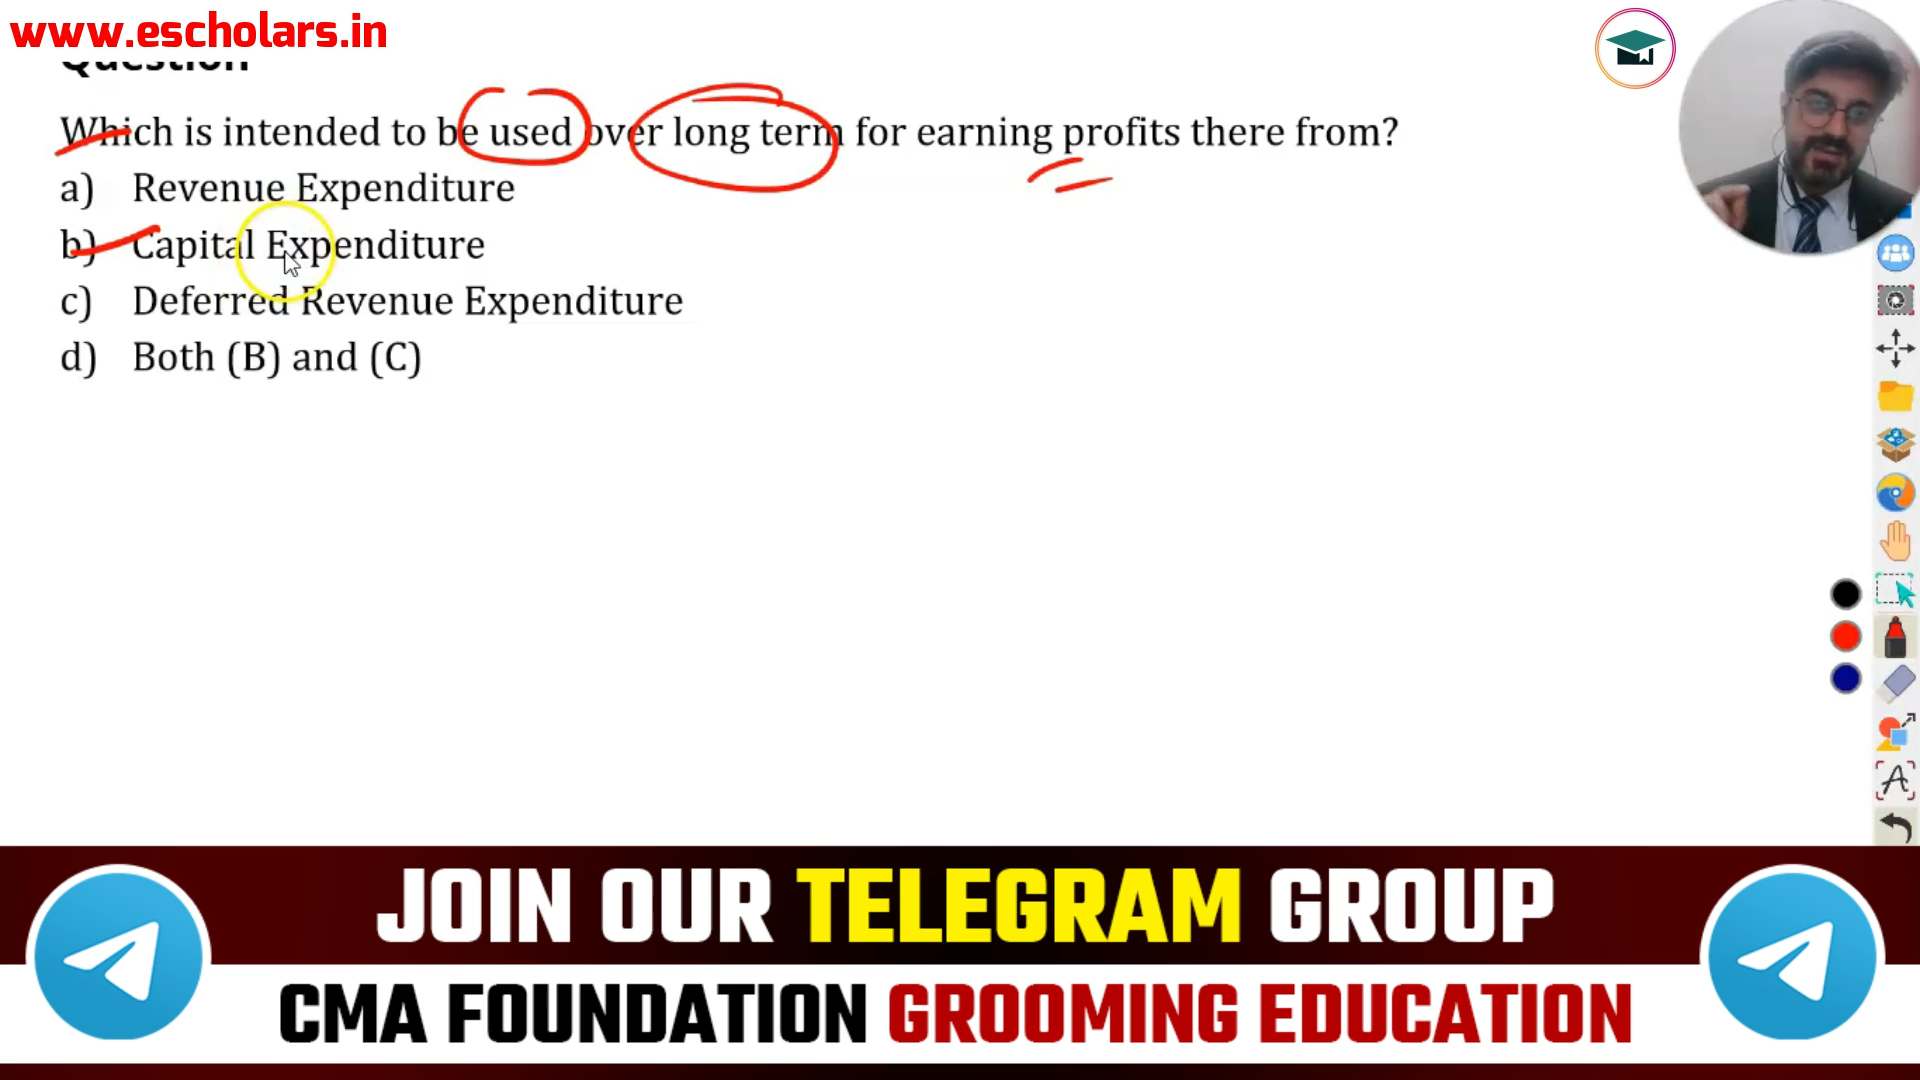 www.escholars.in
Question
Which is intended to be used over long term for earning profits there from?
a) Revenue Expenditure
b) Capital Expenditure
c) Deferred Revenue Expenditure
d) Both (B) and (C)
JOIN OUR TELEGRAM GROUP
CMA FOUNDATION GROOMING EDUCATION